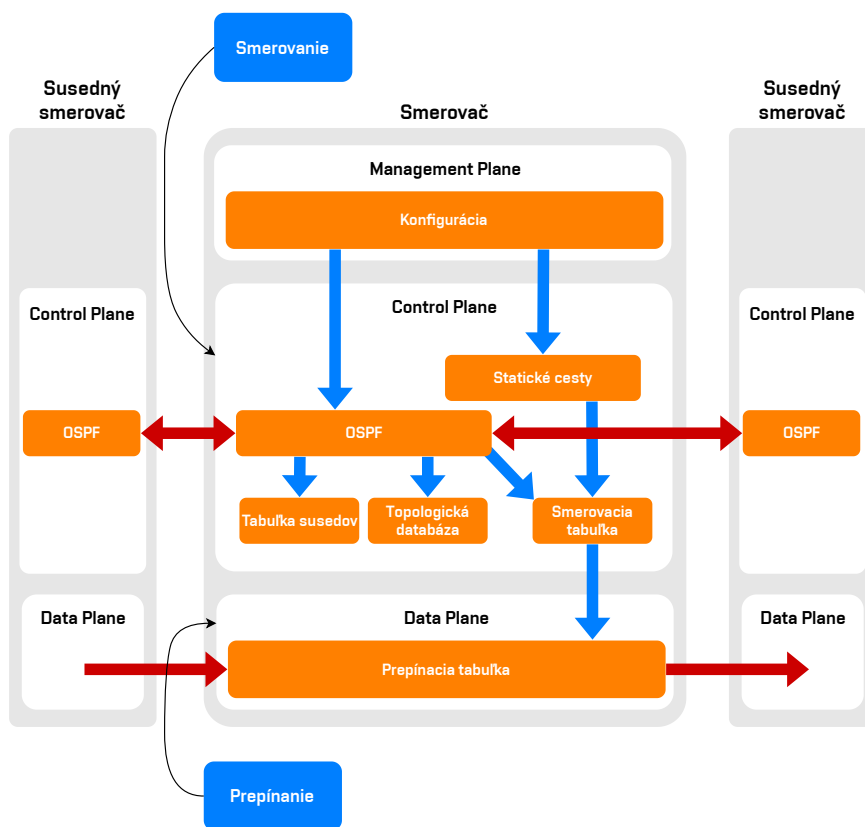 Smerovanie
Susedný
smerovač
Smerovač
Susedný
smerovač
Management Plane
Konfigurácia
Control Plane
Control Plane
Control Plane
Statické cesty
OSPF
OSPF
OSPF
Tabuľka susedov
Topologická
databáza
Smerovacia
tabuľka
Data Plane
Data Plane
Data Plane
Prepínacia tabuľka
Prepínanie